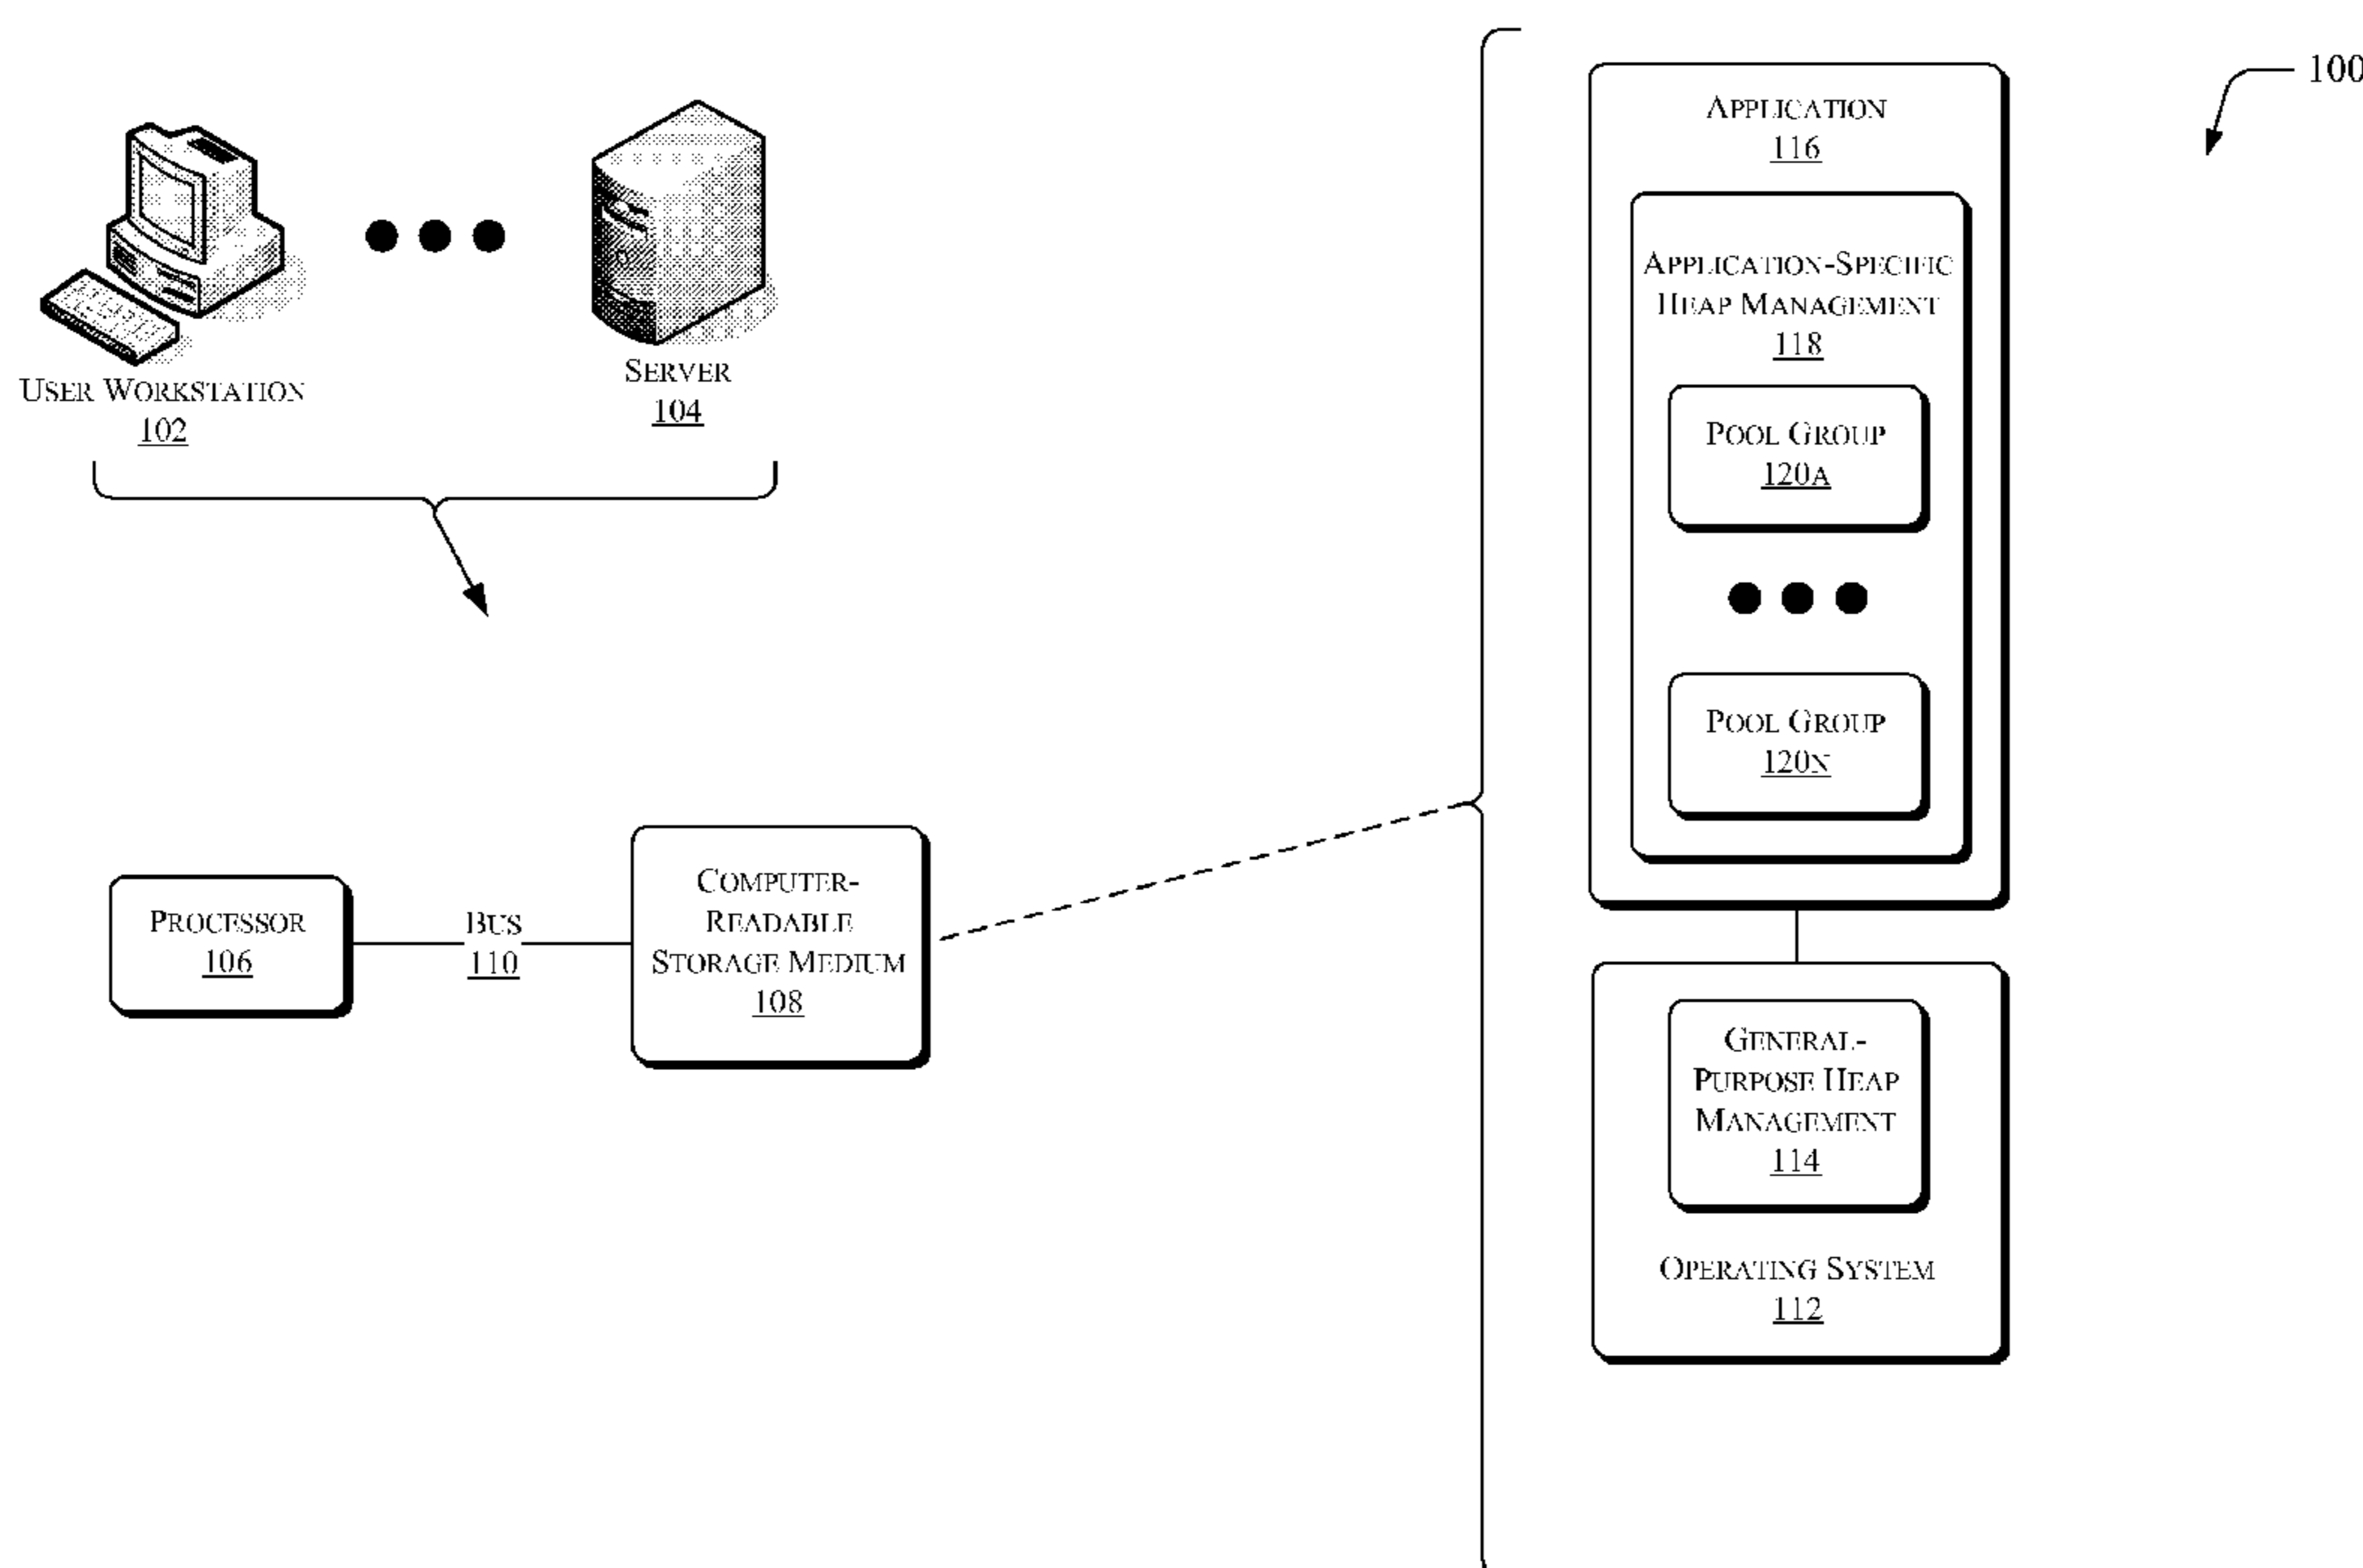 100
USER WORKSTATION
102
SERVER
104
PROCESSOR
106
BUS
110
COMPUTER-
READABLE
STORAGE MEDIUM
108
APPLICATION
116
APPLICATION-SPECIFIC
HEAP MANAGEMENT
118
POOL GROUP
120A
POOL GROUP
120N
GENERAL-
PURPOSE HEAP
MANAGEMENT
114
OPERATING SYSTEM
112